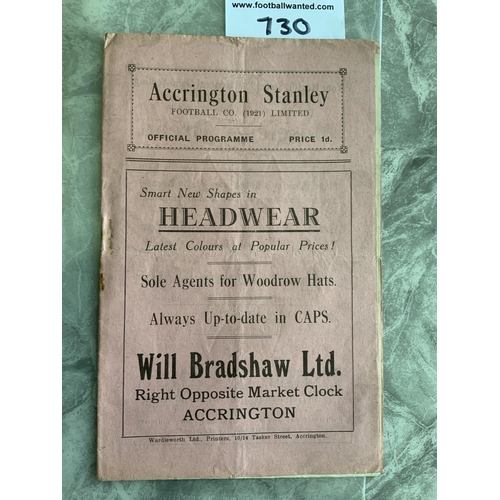 www.footballwanted.com
730
Accrington Stanley
FOOTBALL CO. (1921) LIMITED
OFFICIAL PROGRAMME PRICE 1d.
Smart New Shapes in
HEADWEAR
Latest Colours at Popular Prices!
Sole Agents for Woodrow Hats.
Always Up-to-date in CAPS.
Will Bradshaw Ltd.
Right Opposite Market Clock
ACCRINGTON
Wardleworth Ltd., Printers, 10/14 Tasker Street, Accrington.